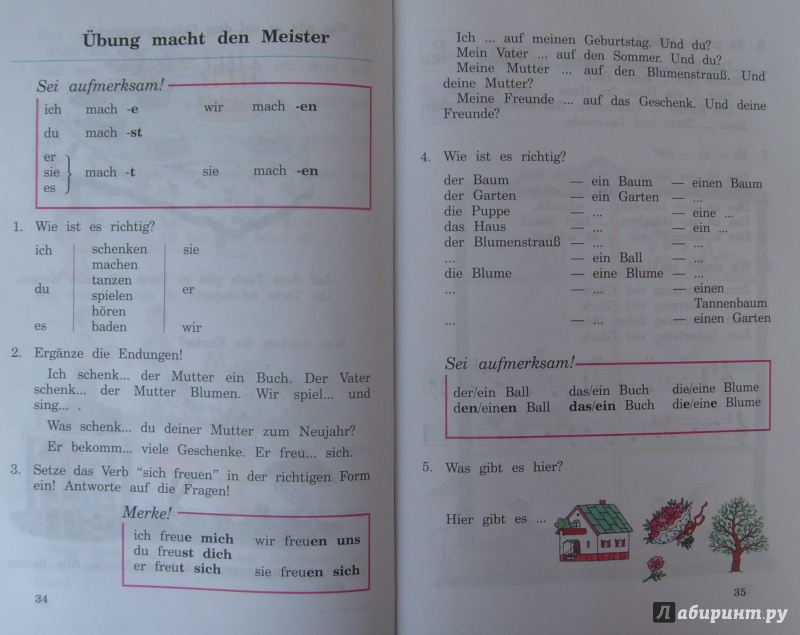 Übung macht den Meister
Sei aufmerksam!
ich mach -e wir mach -en
du mach -st
er
sie mach -t sie mach -en
es
1. Wie ist es richtig?
ich schenken sie
machen
tanzen
du spielen er
hören
es baden wir
2. Ergänze die Endungen!
Ich schenk... der Mutter ein Buch. Der Vater
schenk... der Mutter Blumen. Wir spiel... und
sing... .
Was schenk... du deiner Mutter zum Neujahr?
Er bekomm... viele Geschenke. Er freu... sich.
3. Setze das Verb “sich freuen” in der richtigen Form
ein! Antworte auf die Fragen!
Merke!
ich freue mich wir freuen uns
du freust dich
er freut sich sie freuen sich
34
Ich ... auf meinen Geburtstag. Und du?
Mein Vater ... auf den Sommer. Und du?
Meine Mutter ... auf den Blumenstrauß. Und
deine Mutter?
Meine Freunde ... auf das Geschenk. Und deine
Freunde?
4. Wie ist es richtig?
der Baum — ein Baum — einen Baum
der Garten — ein Garten — ...
die Puppe — ... — eine ...
das Haus — ... — ein ...
der Blumenstrauß — ... — ...
... — ein Ball — ...
die Blume — eine Blume — ...
... — ... — einen
Tannenbaum
... — ... — einen Garten
Sei aufmerksam!
der/ein Ball das/ein Buch die/eine Blume
den/einen Ball das/ein Buch die/eine Blume
5. Was gibt es hier?
Hier gibt es ...
35
Лабиринт.ру